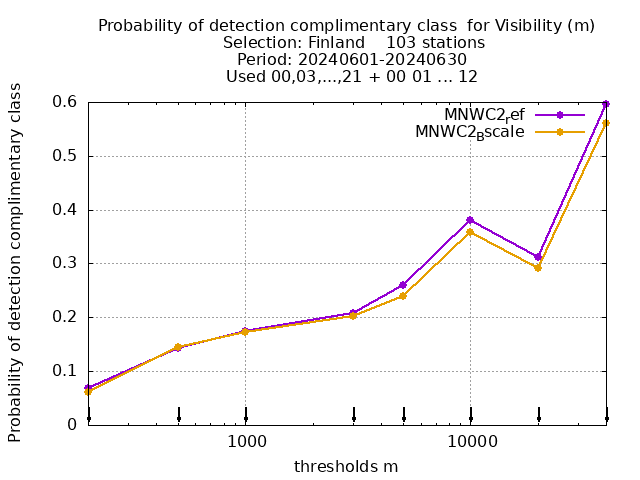 Probability of detection complimentary class  for Visibility (m)
Selection: Finland    103 stations
Period: 20240601-20240630
Used 00,03,...,21 + 00 01 ... 12
Probability of detection complimentary class
0.6
0.5
0.4
0.3
0.2
0.1
0
MNWC2ref
MNWC2Bscale
1000
10000
thresholds m